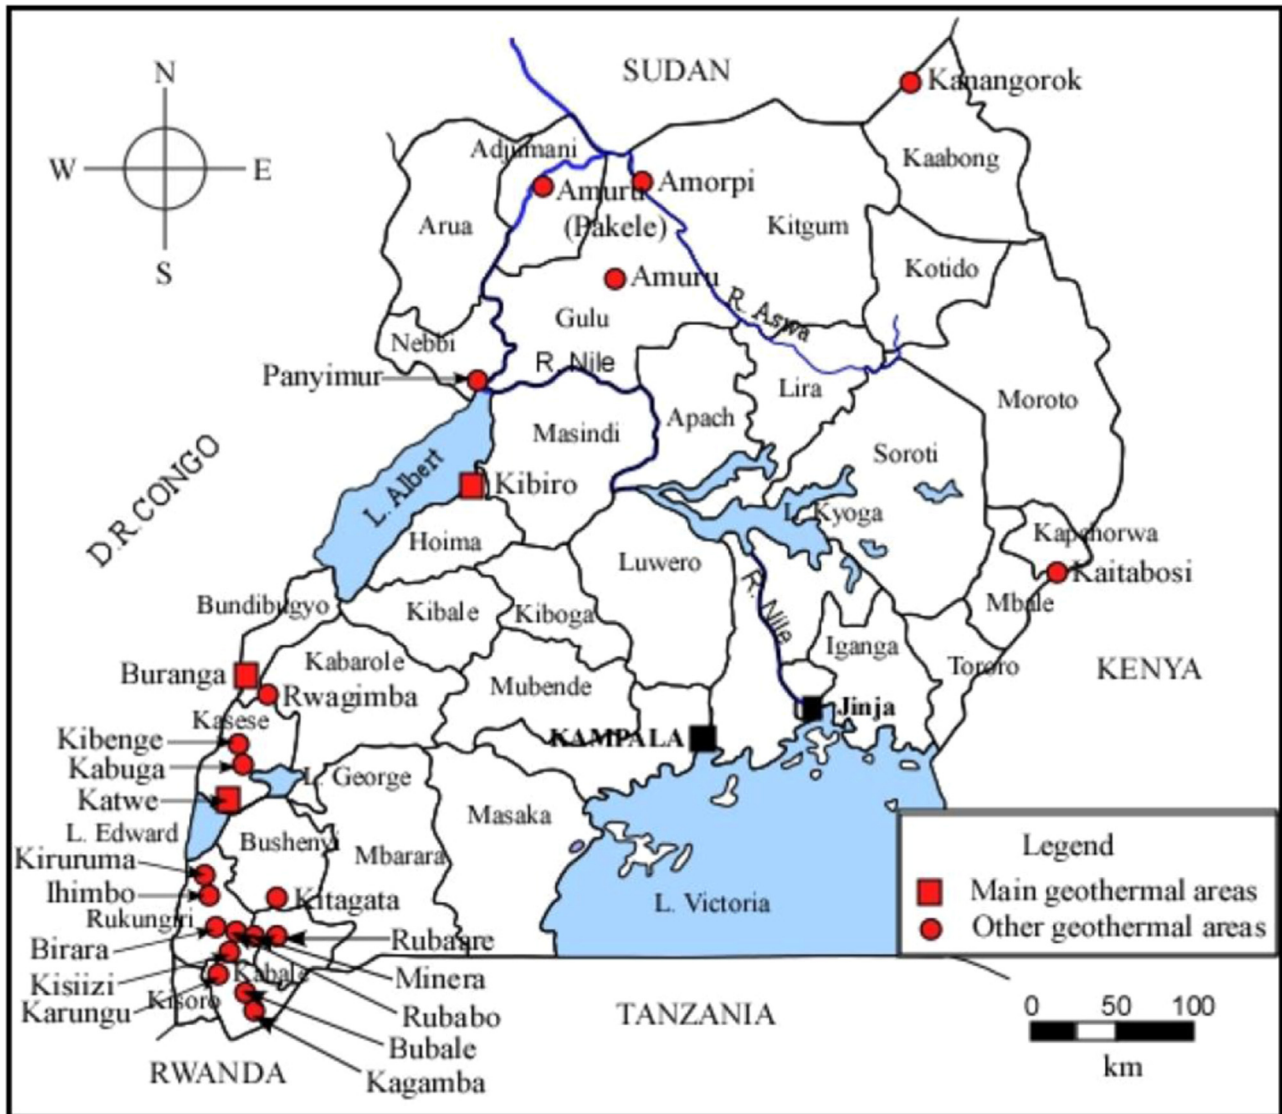 SUDAN
N
Kanangorok
W
E
Adjumani
Kaabong
Amuru
(Pakele)
Amorpi
Arua
Kitgum
S
Kotido
Amuru
R. Aswa
Gulu
Nebbi
R. Nile
Panyimur
Lira
Moroto
Apach
Masindi
D.R.CONGO
Soroti
L. Albert
Kibiro
L. Kyoga
Kapchorwa
Hoima
Luwero
Kaitabosi
R. Nile
Mbale
Bundibugyo
Kibale
Kiboga
Iganga
Kabarole
Tororo
KENYA
Buranga
Rwagimba
Mubende
Jinja
Kasese
Kibenge
KAMPALA
Kabuga
L. George
Katwe
Masaka
L. Edward
Bushenyi
Mbarara
Kiruruma
Ihimbo
Kitagata
L. Victoria
Rukungiri
Birara
Rubaare
Kisiizi
Kabale
Minera
Karungu
Kisoro
Rubabo
TANZANIA
Bubale
RWANDA
Kagamba
Legend
Main geothermal areas
Other geothermal areas
0 50 100
km